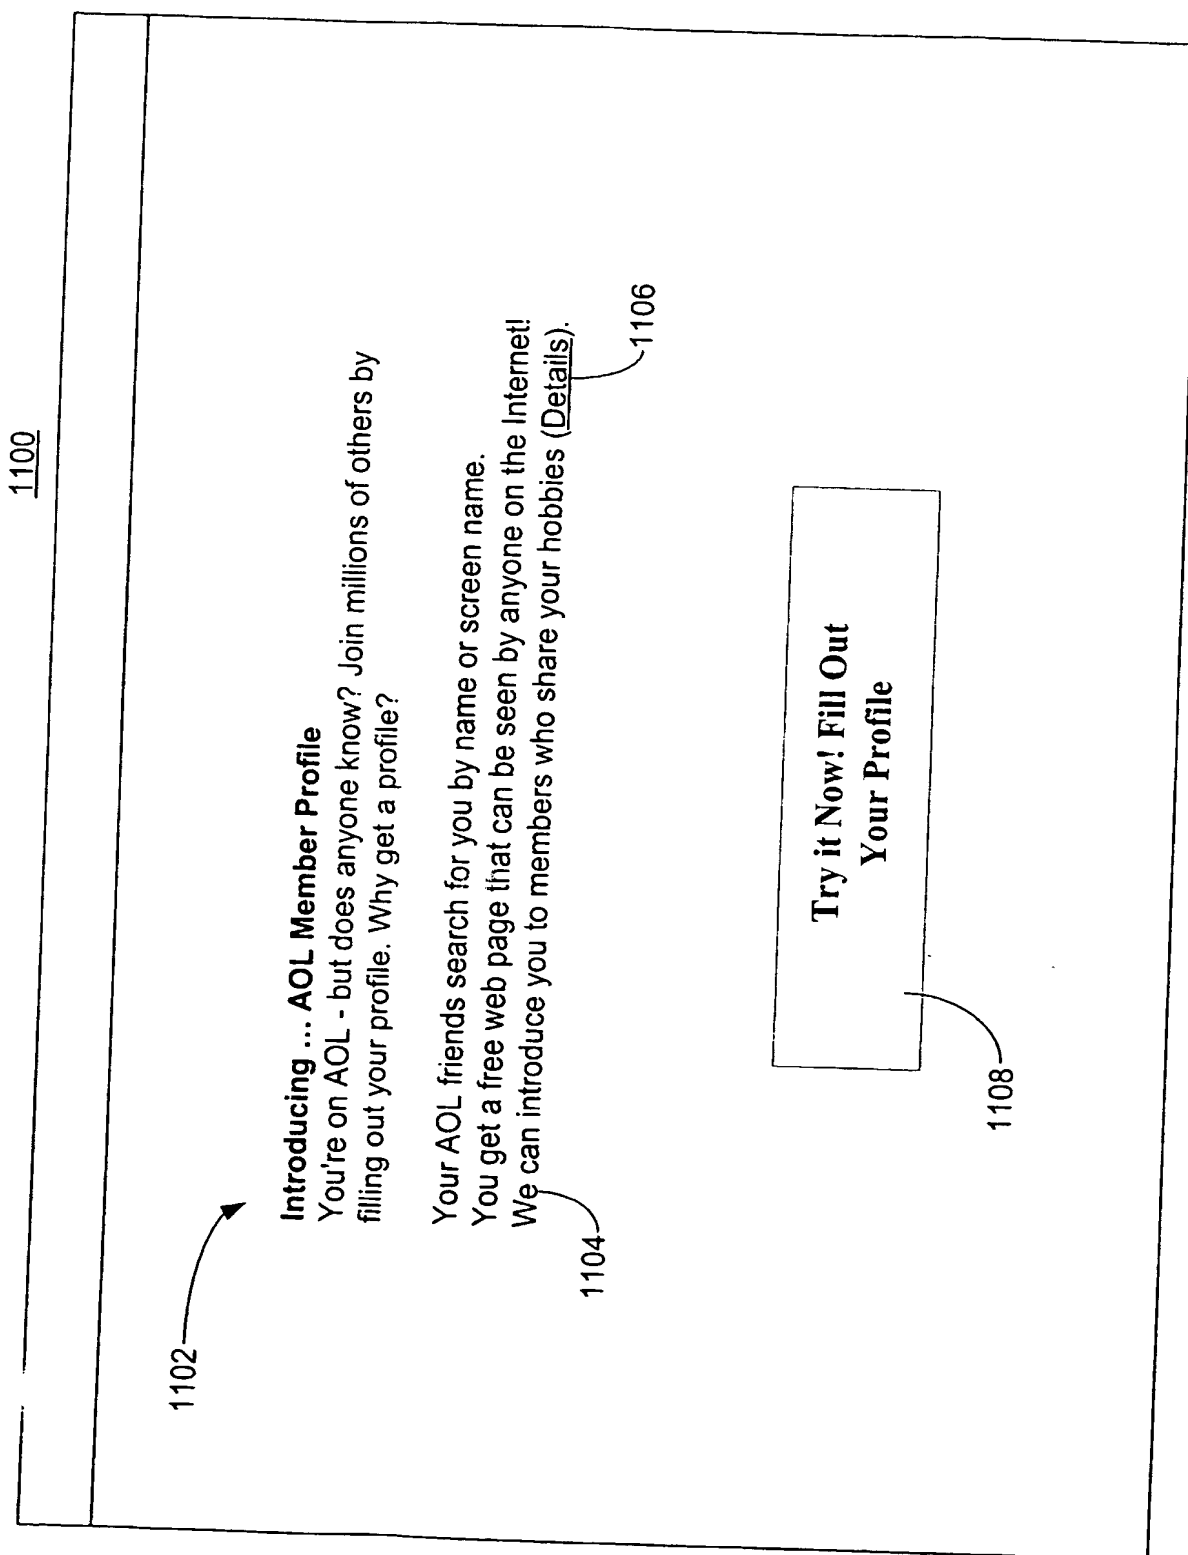 1100
1102
Introducing ... AOL Member Profile
You're on AOL - but does anyone know? Join millions of others by
filling out your profile. Why get a profile?
Your AOL friends search for you by name or screen name.
You get a free web page that can be seen by anyone on the Internet!
We can introduce you to members who share your hobbies (Details).
1104
1106
Try it Now! Fill Out
Your Profile
1108